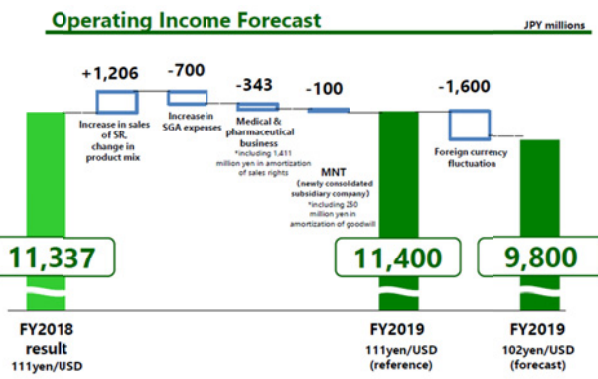 Operating Income Forecast
JPY millions
+1,206
-700
-343
-100
-1,600
Increase in sales
of SR,
change in
product mix
Increase in
SGA expenses
Medical &
pharmaceutical
business
*including 1,411
million yen in amortization
of sales rights
MNT
(newly consolidated
subsidiary company)
*including 250
million yen in
amortization of goodwill
Foreign currency
fluctuation
11,337
11,400
9,800
FY2018
result
111yen/USD
FY2019
111yen/USD
(reference)
FY2019
102yen/USD
(forecast)